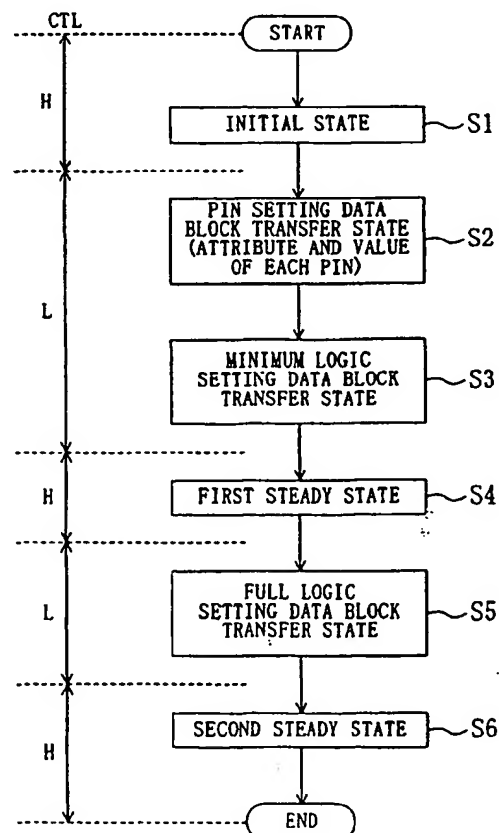 CTL
START
H
INITIAL STATE
S1
PIN SETTING DATA
BLOCK TRANSFER STATE
(ATTRIBUTE AND VALUE
OF EACH PIN)
S2
L
MINIMUM LOGIC
SETTING DATA BLOCK
TRANSFER STATE
S3
H
FIRST STEADY STATE
S4
L
FULL LOGIC
SETTING DATA BLOCK
TRANSFER STATE
S5
H
SECOND STEADY STATE
S6
END